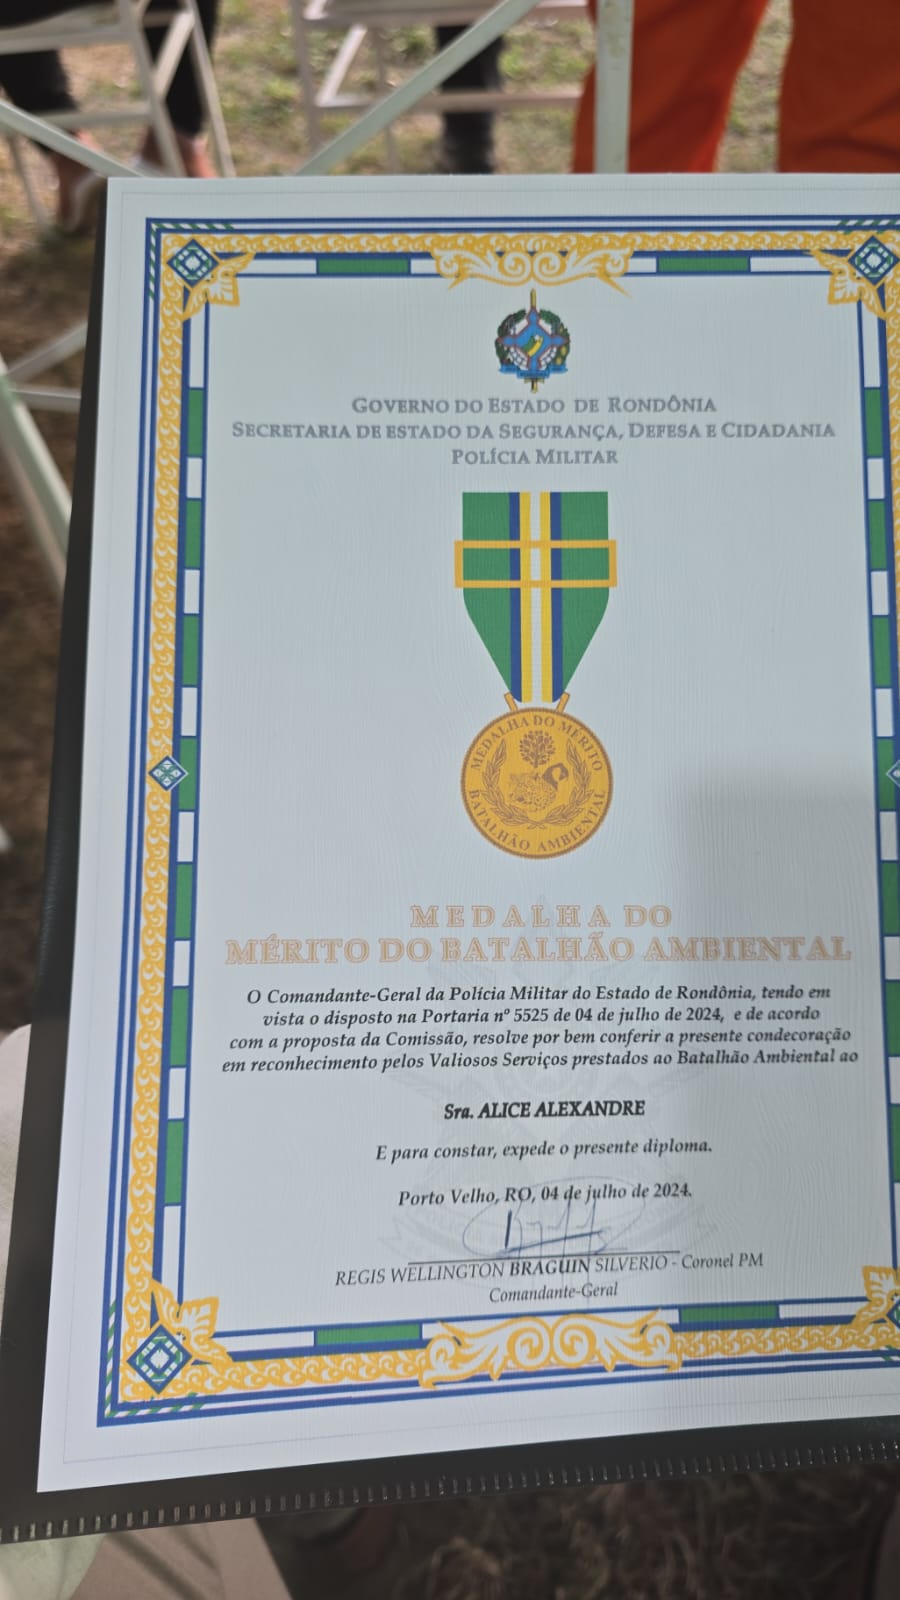 GOVERNO DO ESTADO DE RONDÔNIA
SECRETARIA DE ESTADO DA SEGURANÇA, DEFESA E CIDADANIA
POLÍCIA MILITAR
MEDALHA DO MÉRITO
BATALHÃO AMBIENTAL
MEDALHA DO
MÉRITO DO BATALHÃO AMBIENTAL
O Comandante-Geral da Polícia Militar do Estado de Rondônia, tendo em
vista o disposto na Portaria nº 5525 de 04 de julho de 2024, e de acordo
com a proposta da Comissão, resolve por bem conferir a presente condecoração
em reconhecimento pelos Valiosos Serviços prestados ao Batalhão Ambiental ao
Sra. ALICE ALEXANDRE
E para constar, expede o presente diploma.
Porto Velho, RO, 04 de julho de 2024.
REGIS WELLINGTON BRAGUIN SILVERIO - Coronel PM
Comandante-Geral